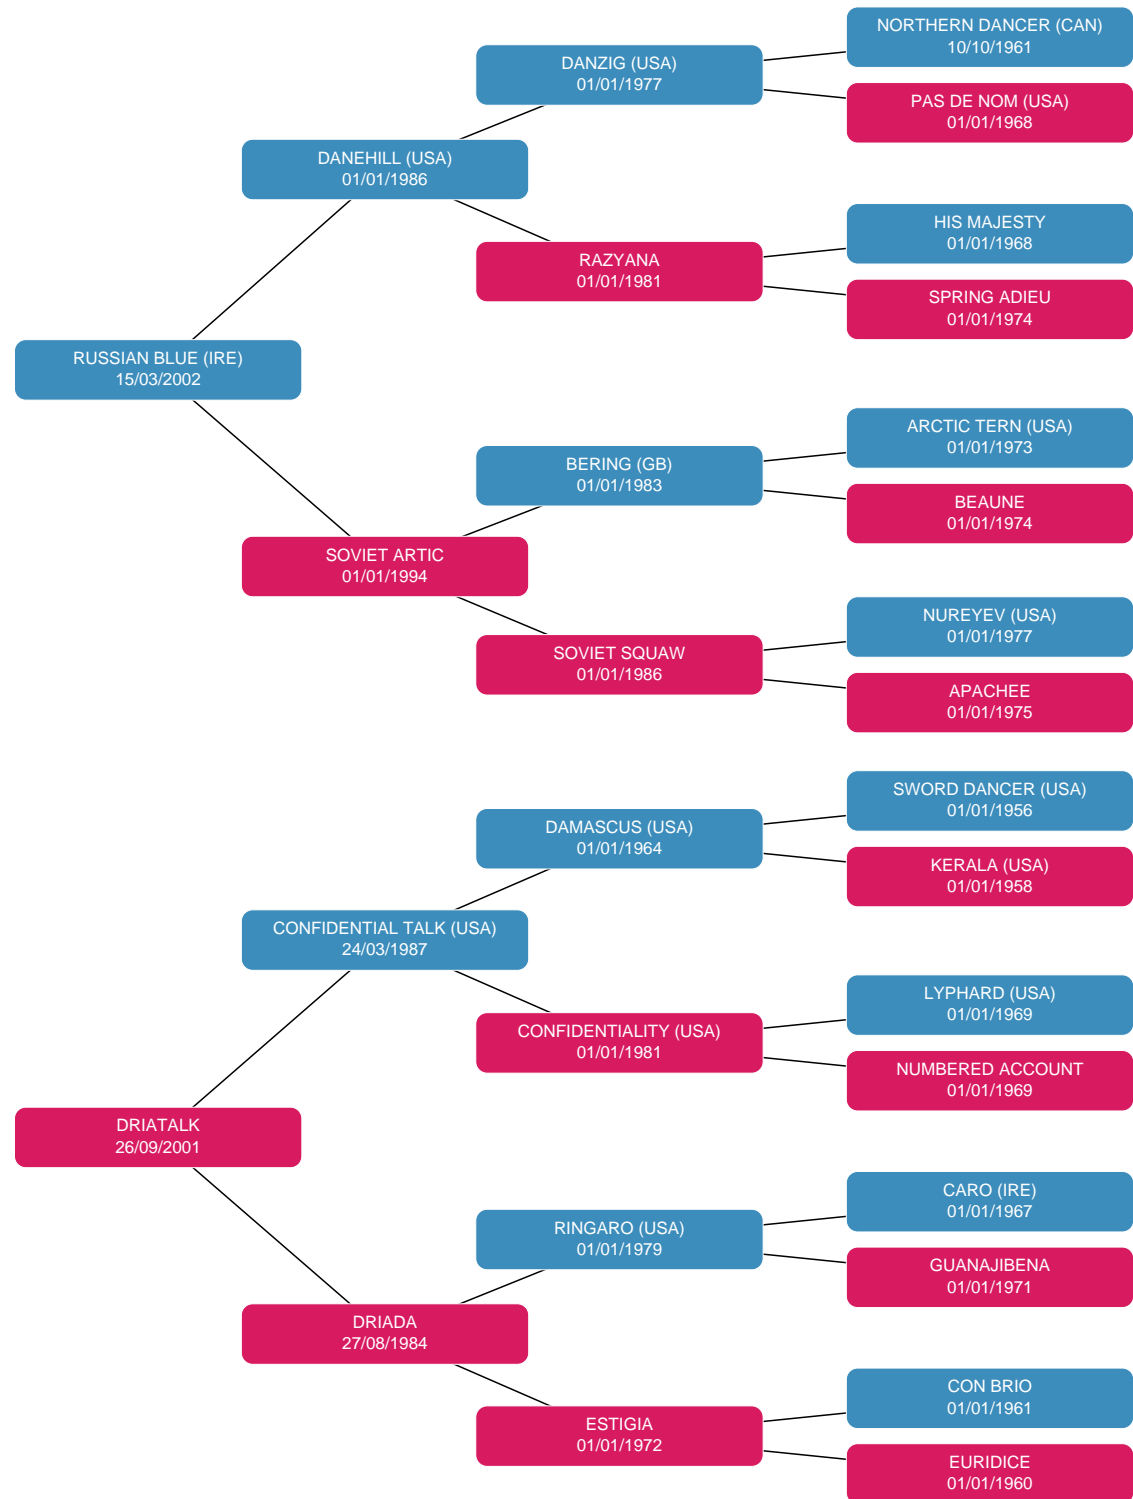 NORTHERN DANCER (CAN)
10/10/1961
DANZIG (USA)
01/01/1977
PAS DE NOM (USA)
01/01/1968
DANEHILL (USA)
01/01/1986
HIS MAJESTY
01/01/1968
RAZYANA
01/01/1981
SPRING ADIEU
01/01/1974
RUSSIAN BLUE (IRE)
15/03/2002
ARCTIC TERN (USA)
01/01/1973
BERING (GB)
01/01/1983
BEAUNE
01/01/1974
SOVIET ARTIC
01/01/1994
NUREYEV (USA)
01/01/1977
SOVIET SQUAW
01/01/1986
APACHEE
01/01/1975
SWORD DANCER (USA)
01/01/1956
DAMASCUS (USA)
01/01/1964
KERALA (USA)
01/01/1958
CONFIDENTIAL TALK (USA)
24/03/1987
LYPHARD (USA)
01/01/1969
CONFIDENTIALITY (USA)
01/01/1981
NUMBERED ACCOUNT
01/01/1969
DRIATALK
26/09/2001
CARO (IRE)
01/01/1967
RINGARO (USA)
01/01/1979
GUANAJIBENA
01/01/1971
DRIADA
27/08/1984
CON BRIO
01/01/1961
ESTIGIA
01/01/1972
EURIDICE
01/01/1960